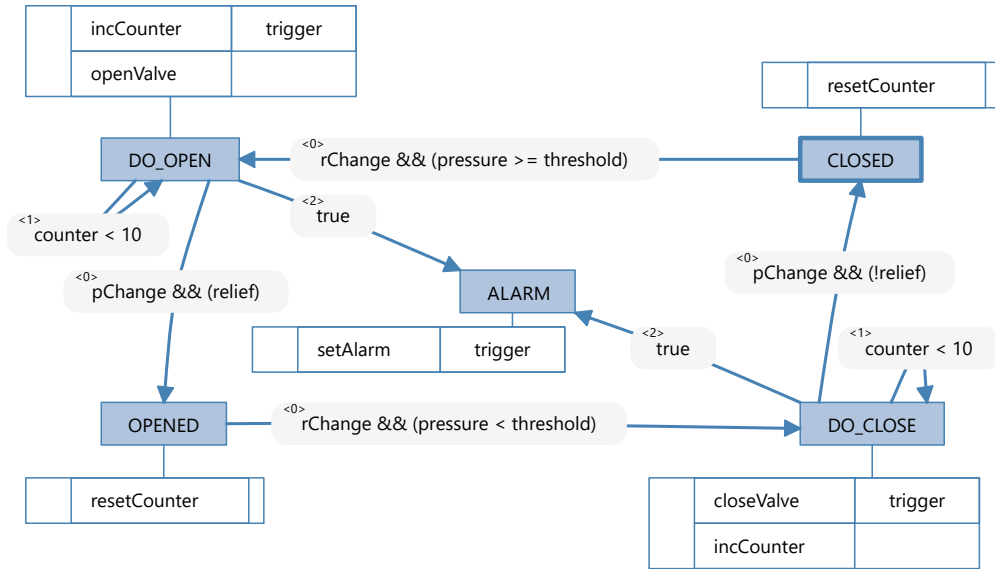 incCounter trigger
openValve
resetCounter
DO_OPEN
<0>
rChange && (pressure >= threshold)
CLOSED
<1>
counter < 10
<2>
true
<0>
pChange && (relief)
<0>
pChange && (!relief)
ALARM
setAlarm trigger
<2>
true
<1>
counter < 10
OPENED
<0>
rChange && (pressure < threshold)
DO_CLOSE
resetCounter
closeValve trigger
incCounter